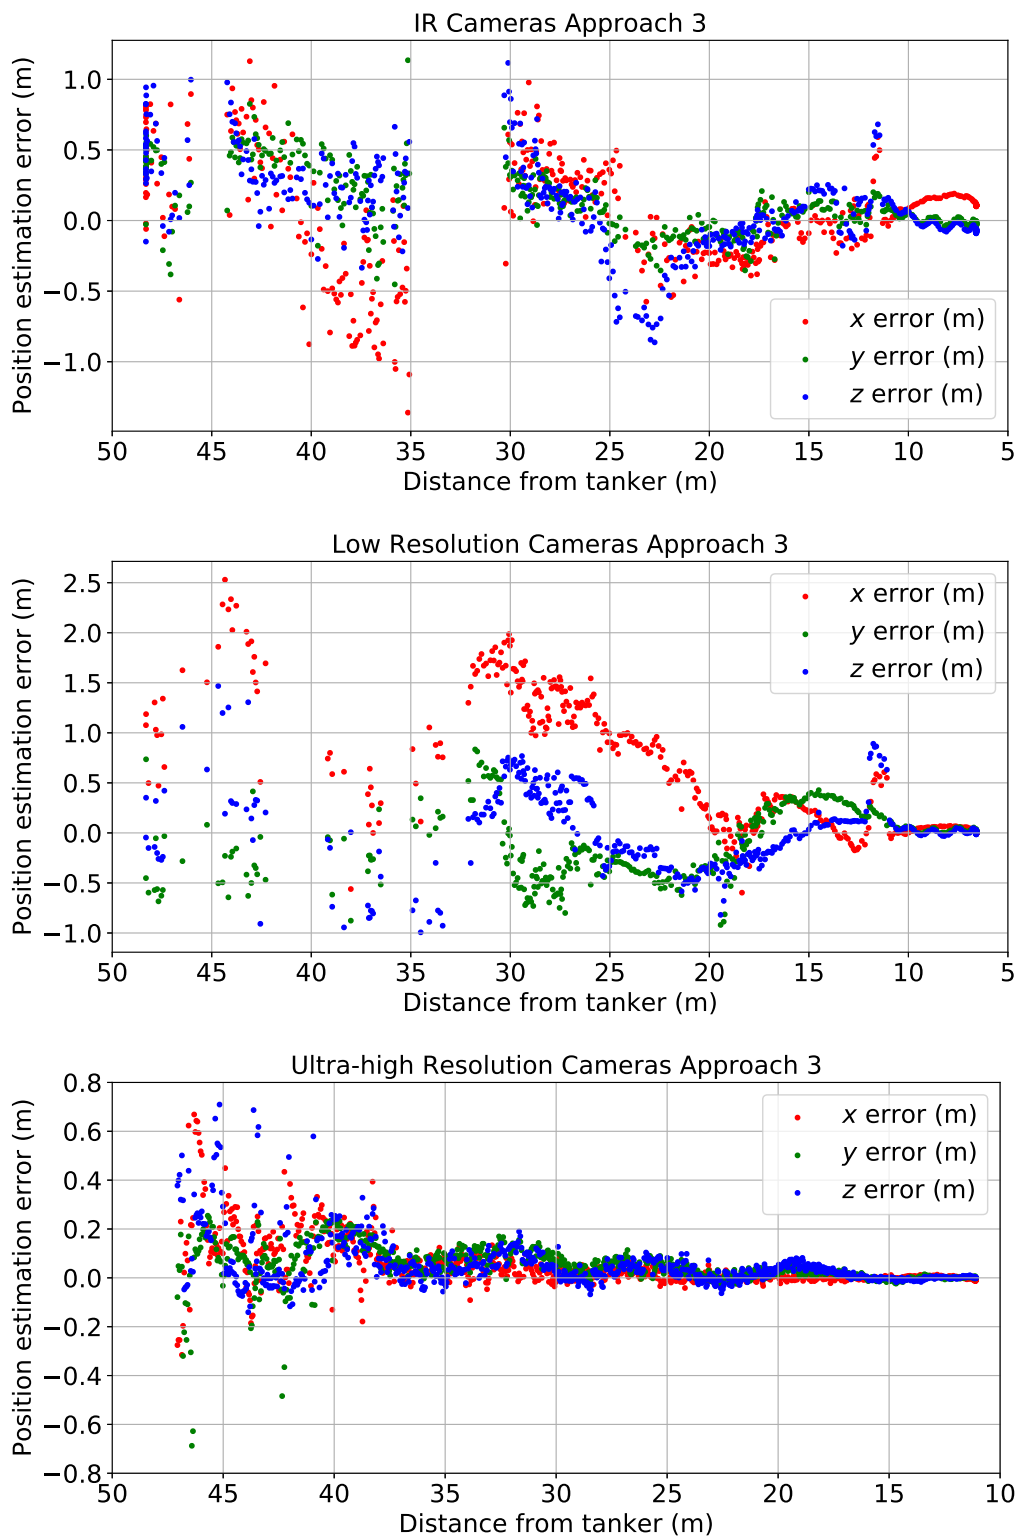 IR Cameras Approach 3
Position estimation error (m)
1.0
0.5
0.0
−0.5
−1.0
x error (m)
y error (m)
z error (m)
50 45 40 35 30 25 20 15 10 5
Distance from tanker (m)
Low Resolution Cameras Approach 3
Position estimation error (m)
2.5
2.0
1.5
1.0
0.5
0.0
−0.5
−1.0
x error (m)
y error (m)
z error (m)
50 45 40 35 30 25 20 15 10 5
Distance from tanker (m)
Ultra-high Resolution Cameras Approach 3
Position estimation error (m)
0.8
0.6
0.4
0.2
0.0
−0.2
−0.4
−0.6
−0.8
x error (m)
y error (m)
z error (m)
50 45 40 35 30 25 20 15 10
Distance from tanker (m)